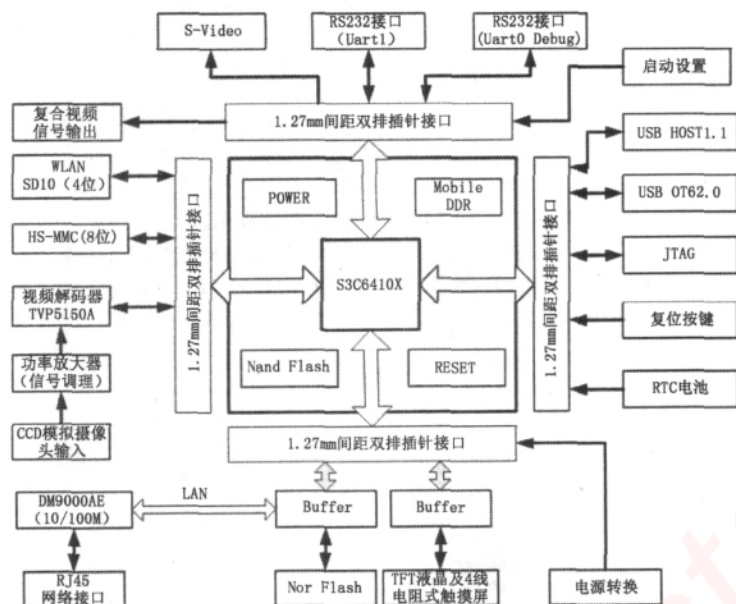 S-Video
RS232接口
(Uart1)
RS232接口
(Uart0 Debug)
启动设置
复合视频
信号输出
1.27mm间距双排插针接口
USB HOST1.1
WLAN
SD10（4位）
POWER
Mobile
DDR
USB OT62.0
HS-MMC(8位)
1.27mm间距双排插针接口
S3C6410X
1.27mm间距双排插针接口
JTAG
视频解码器
TVP5150A
复位按键
功率放大器
（信号调理）
Nand Flash
RESET
RTC电池
CCD模拟摄像
头输入
1.27mm间距双排插针接口
LAN
DM9000AE
(10/100M)
Buffer
Buffer
RJ45
网络接口
Nor Flash
TFT液晶及4线
电阻式触摸屏
电源转换